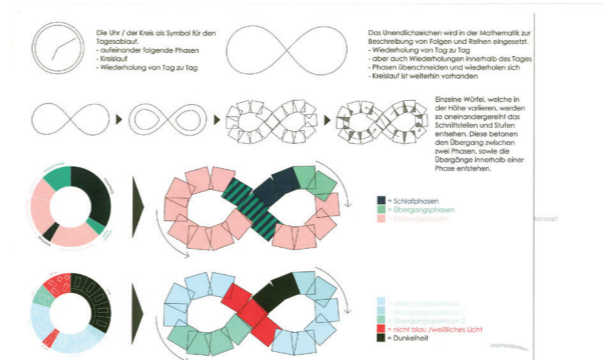 Die Uhr / der Kreis als Symbol für den
Tagesablauf.
- aufeinander folgende Phasen
- Kreislauf
- Wiederholung von Tag zu Tag
Das Unendlichzeichen wird in der Mathematik zur
Beschreibung von Folgen und Reihen eingesetzt.
- Wiederholung von Tag zu Tag
- aber auch Wiederholungen innerhalb des Tages
- Phasen überschneiden und wiederholen sich
- Kreislauf ist weiterhin vorhanden
Einzelne Würfel, welche in
der Höhe variieren, werden
so aneinandergereiht das
Schnittstellen und Stufen
entsehen. Diese betonen
den Übergang zwischen
zwei Phasen, sowie die
Übergänge innerhalb einer
Phase entstehen.
= Schlafphasen
= Übergangsphasen
Konzept
= nicht blau /weißliches Licht
= Dunkelheit